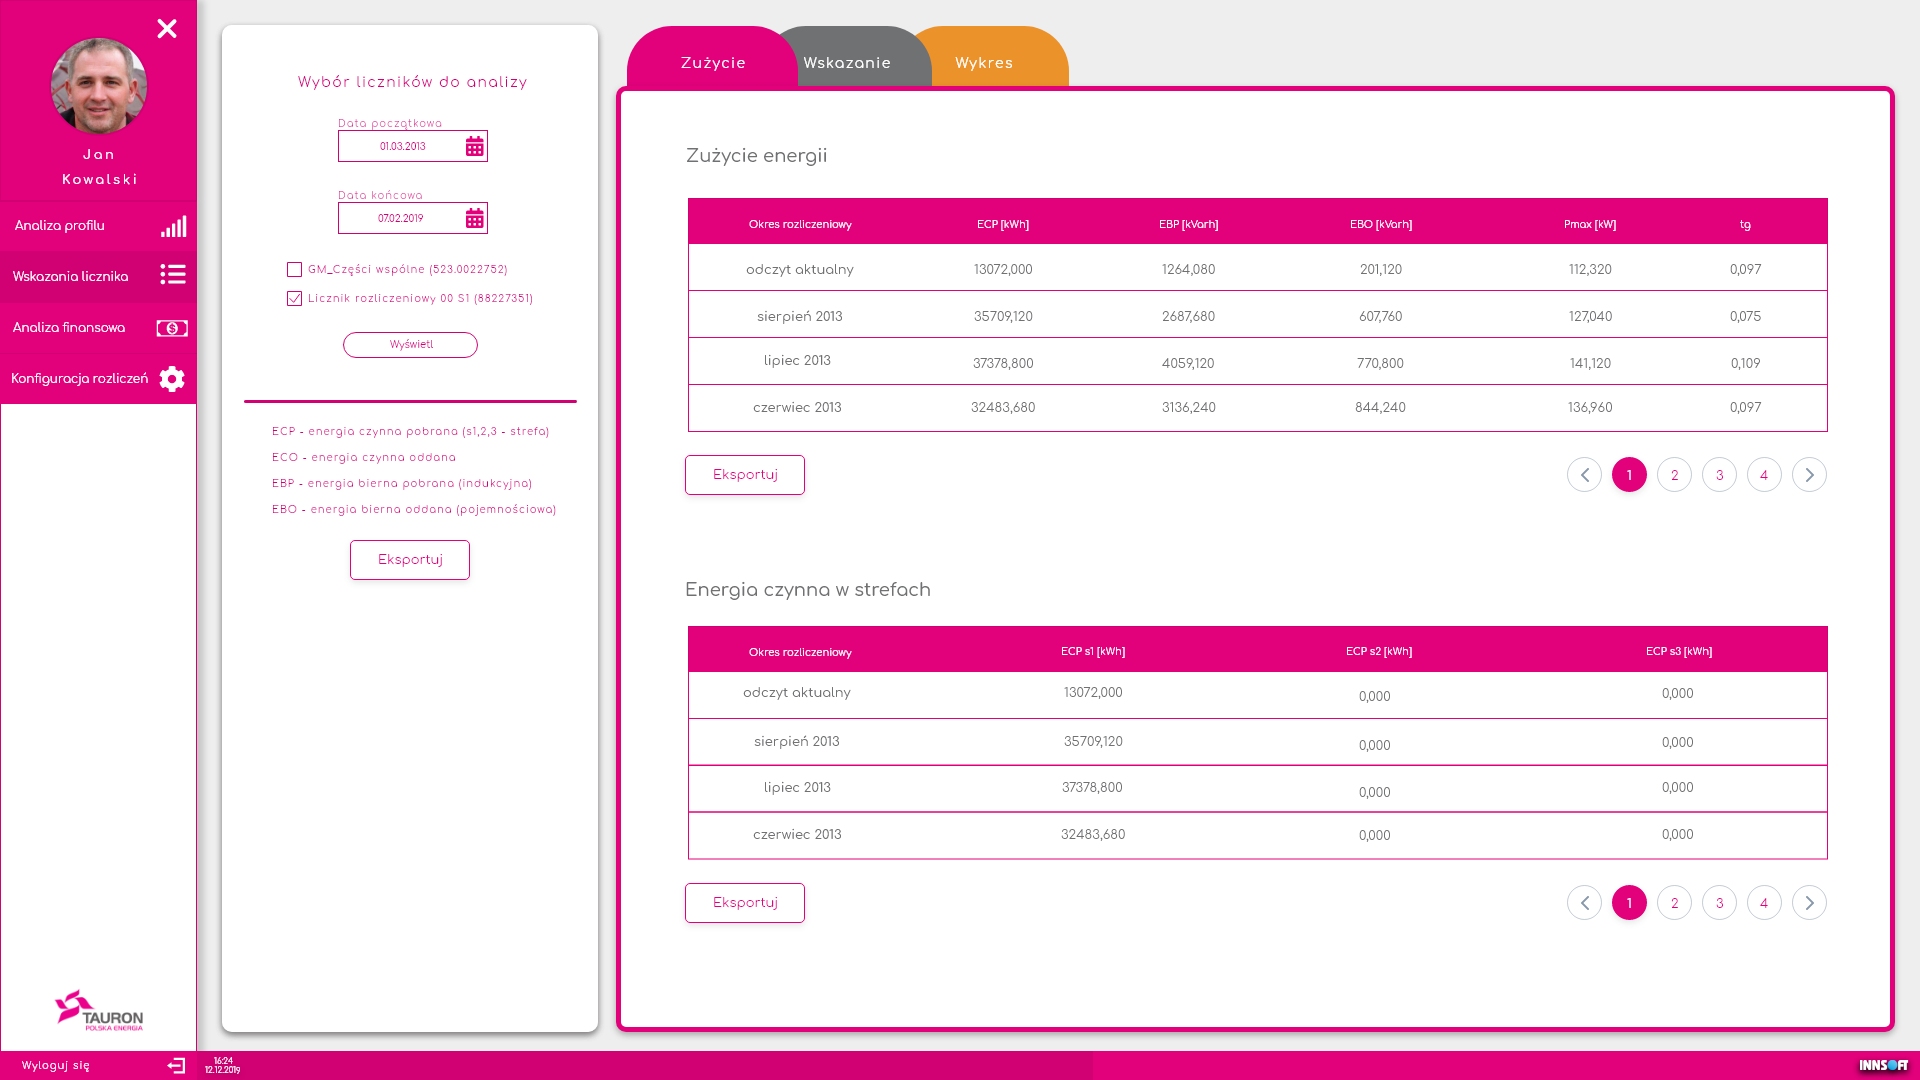 Jan
Kowalski
Analiza profilu
Wskazania licznika
Analiza finansowa
Konfiguracja rozliczeń
TAURON
POLSKA ENERGIA
Wyloguj się
Wybór liczników do analizy
Data początkowa
01.03.2013
Data końcowa
07.02.2019
GM_Części wspólne (523.0022752)
Licznik rozliczeniowy 00 S1 (88227351)
Wyświetl
ECP - energia czynna pobrana (s1,2,3 - strefa)
ECO - energia czynna oddana
EBP - energia bierna pobrana (indukcyjna)
EBO - energia bierna oddana (pojemnościowa)
Eksportuj
Zużycie Wskazanie Wykres
Zużycie energii
Okres rozliczeniowy ECP [kWh] EBP [kVarh] EBO [kVarh] Pmax [kW] tg
odczyt aktualny 13072,000 1264,080 201,120 112,320 0,097
sierpień 2013 35709,120 2687,680 607,760 127,040 0,075
lipiec 2013 37378,800 4059,120 770,800 141,120 0,109
czerwiec 2013 32483,680 3136,240 844,240 136,960 0,097
Eksportuj 1 2 3 4
Energia czynna w strefach
Okres rozliczeniowy ECP s1 [kWh] ECP s2 [kWh] ECP s3 [kWh]
odczyt aktualny 13072,000 0,000 0,000
sierpień 2013 35709,120 0,000 0,000
lipiec 2013 37378,800 0,000 0,000
czerwiec 2013 32483,680 0,000 0,000
Eksportuj 1 2 3 4
16:24
12.12.2019
INNSOFT